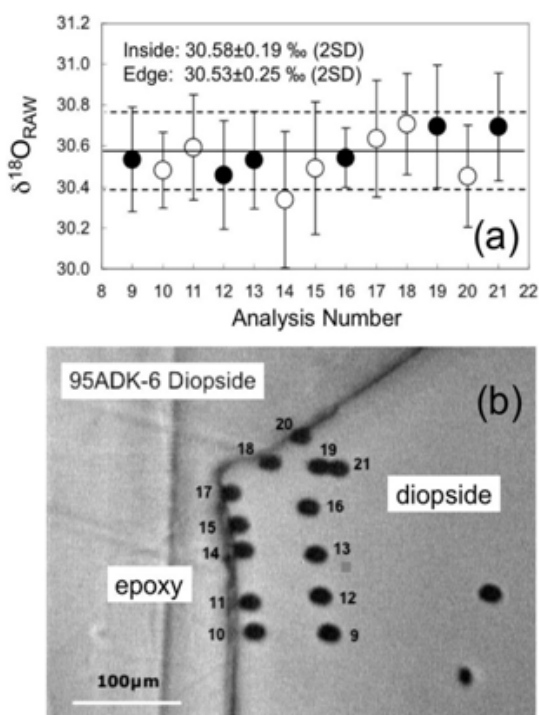 31.2
31.0
30.8
30.6
30.4
30.2
30.0
δ¹⁸O_RAW
Inside: 30.58±0.19 ‰ (2SD)
Edge: 30.53±0.25 ‰ (2SD)
(a)
8 9 10 11 12 13 14 15 16 17 18 19 20 21 22
Analysis Number
95ADK-6 Diopside
(b)
20
18
19
21
17
diopside
16
15
14
13
epoxy
11
12
10
9
100µm